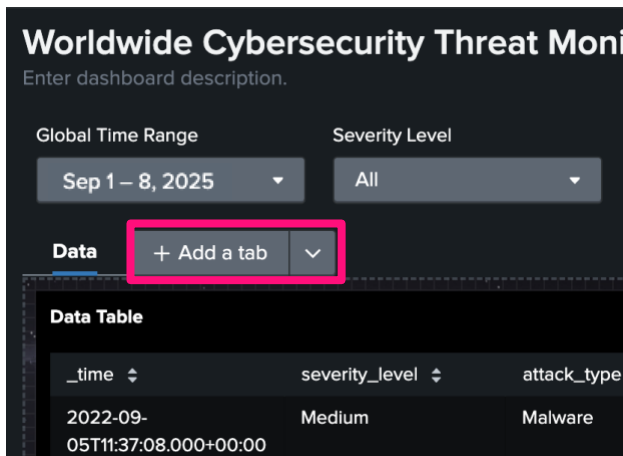 Worldwide Cybersecurity Threat
Enter dashboard description.
Global Time Range
Severity Level
Sep 1 – 8, 2025
All
Data
+ Add a tab
Data Table
_time
severity_level
attack_type
2022-09-
05T11:37:08.000+00:00
Medium
Malware